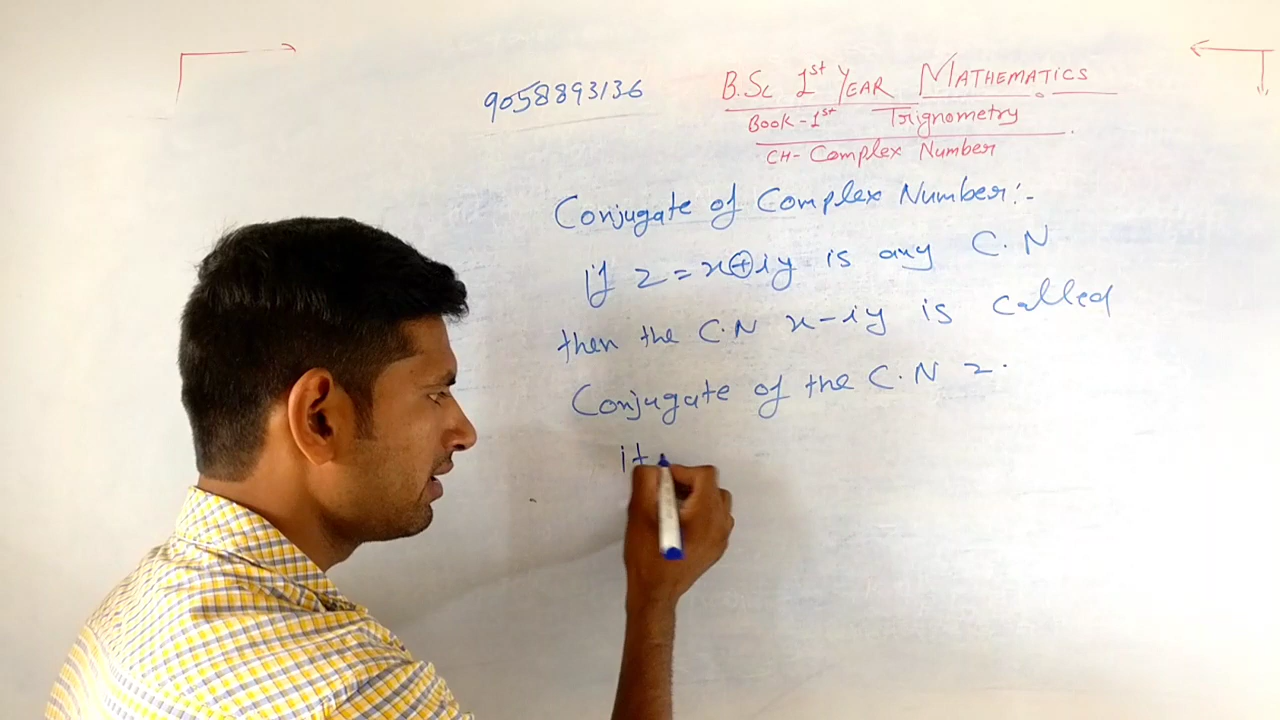 9058893136
B.Sc 1st YEAR MATHEMATICS
Book-1st Trignometry
CH- Complex Number
Conjugate of Complex Number:-
if z = x+iy is any C.N
then the C.N x-iy is called
Conjugate of the C.N z.
it